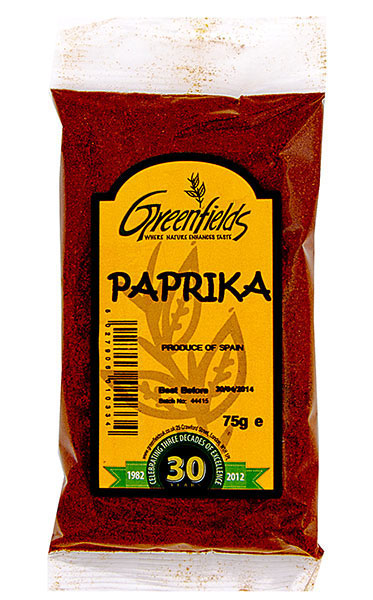 Greenfields
WHERE NATURE ENHANCES TASTE
PAPRIKA
PRODUCE OF SPAIN
Best Before 30/04/2014
Batch No: 44415
75g e
CELEBRATING THREE DECADES OF EXCELLENCE
1982 30 2012
YEARS